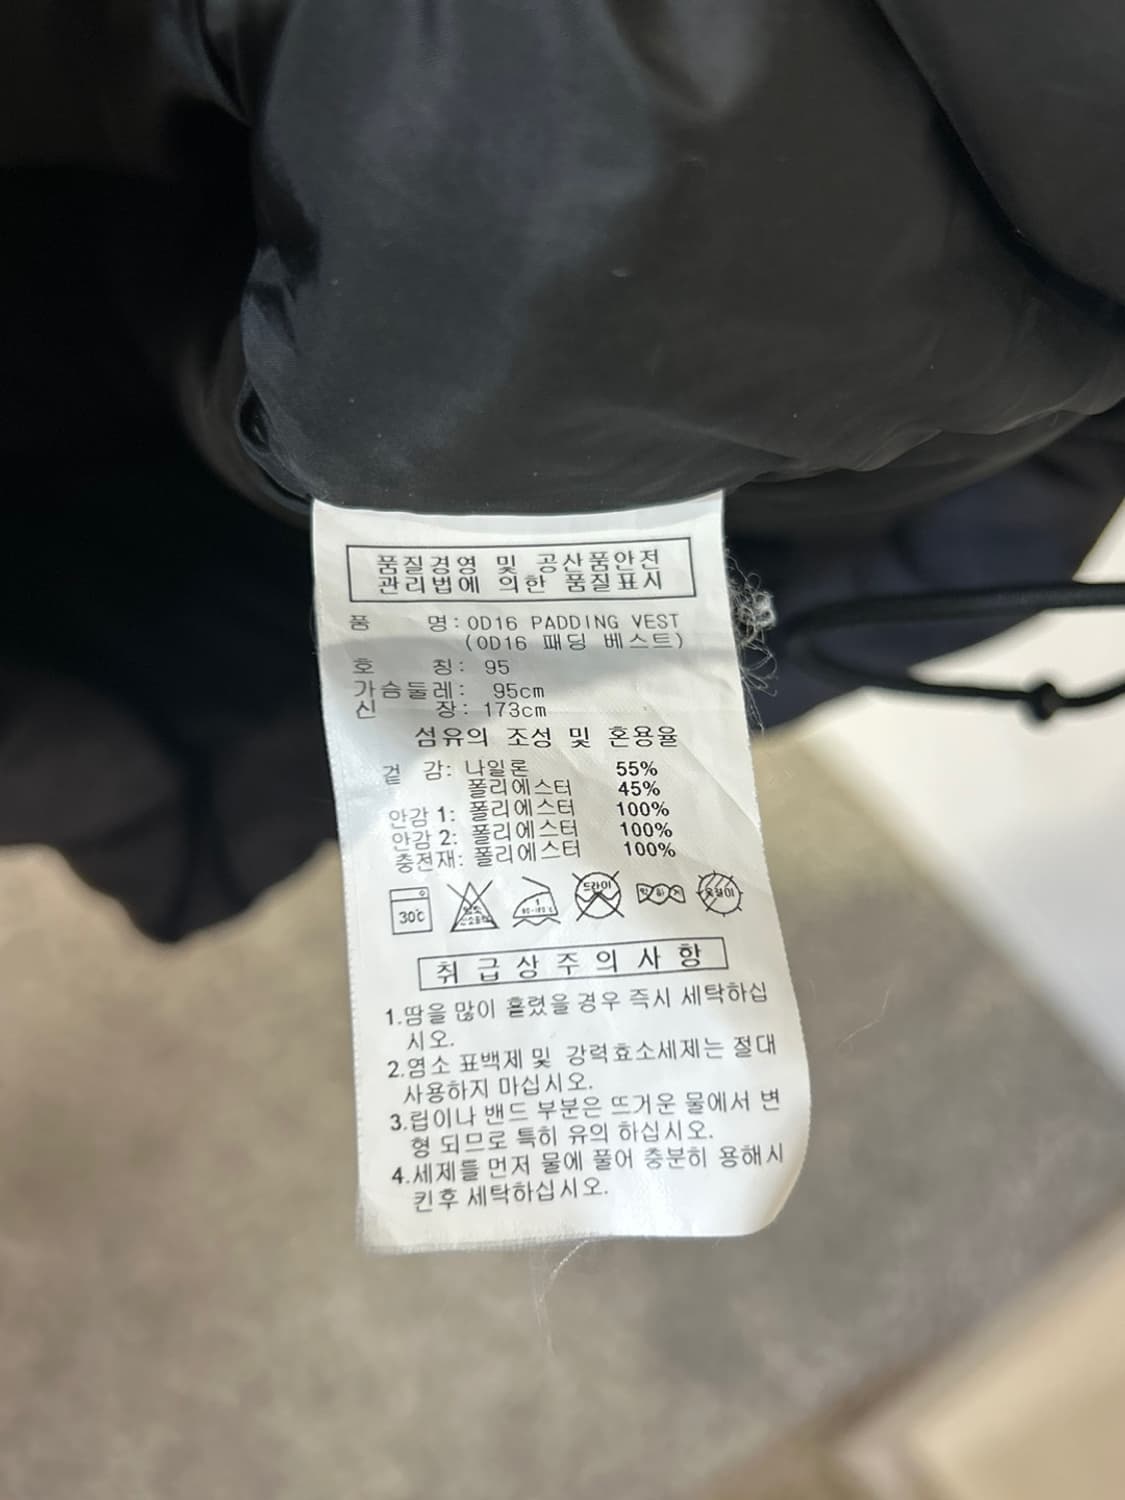 품질경영 및 공산품안전
관리법에 의한 품질표시
품 명:OD16 PADDING VEST
(OD16 패딩 베스트)
호 칭: 95
가슴둘레: 95cm
신 장: 173cm
섬유의 조성 및 혼용율
겉 감: 나일론 55%
폴리에스터 45%
안감 1: 폴리에스터 100%
안감 2: 폴리에스터 100%
충전재: 폴리에스터 100%
30℃ 드라이 약하게 옷걸이
취급상주의사항
1.땀을 많이 흘렸을 경우 즉시 세탁하십
시오.
2.염소 표백제 및 강력효소세제는 절대
사용하지 마십시오.
3.립이나 밴드 부분은 뜨거운 물에서 변
형 되므로 특히 유의 하십시오.
4.세제를 먼저 물에 풀어 충분히 용해시
킨후 세탁하십시오.